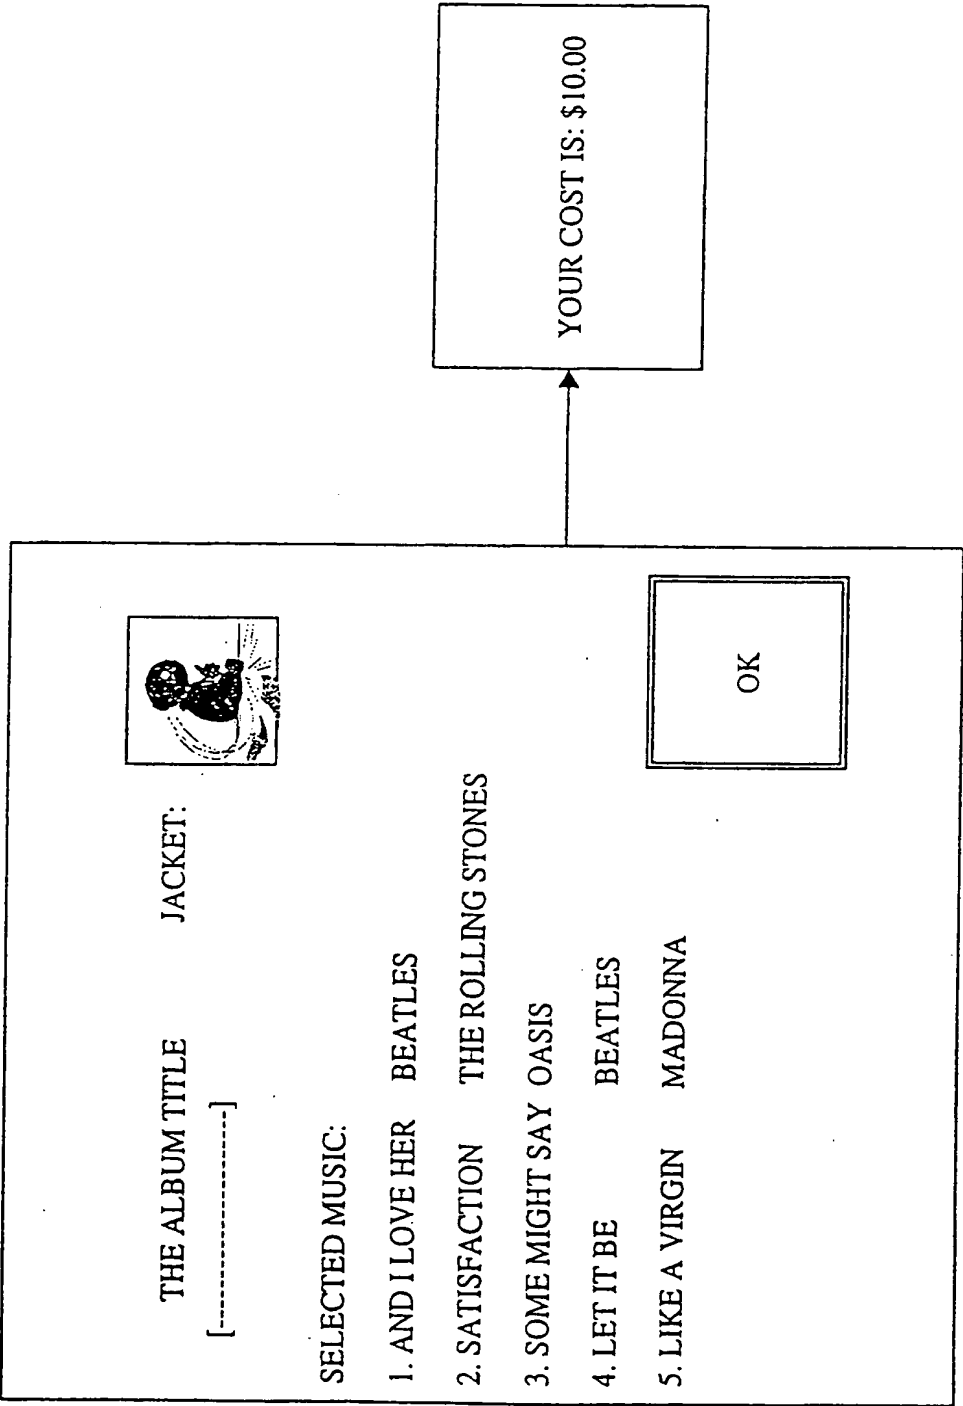 THE ALBUM TITLE JACKET:
[--------------------]
SELECTED MUSIC:
1. AND I LOVE HER BEATLES
2. SATISFACTION THE ROLLING STONES
3. SOME MIGHT SAY OASIS
4. LET IT BE BEATLES
5. LIKE A VIRGIN MADONNA
OK
YOUR COST IS: $10.00